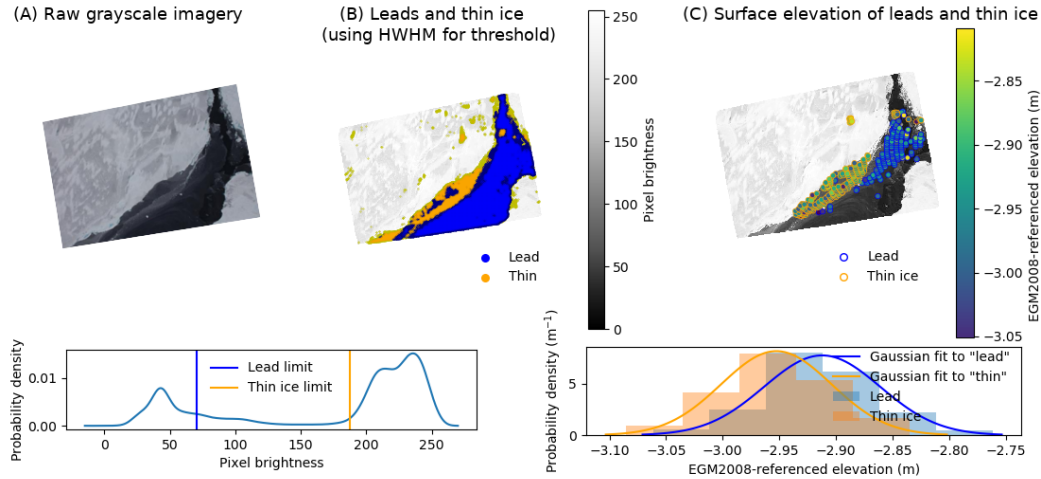 (A) Raw grayscale imagery
(B) Leads and thin ice
(using HWHM for threshold)
(C) Surface elevation of leads and thin ice
Lead
Thin
250
200
150
100
50
0
Pixel brightness
Lead
Thin ice
−2.85
−2.90
−2.95
−3.00
−3.05
EGM2008-referenced elevation (m)
Probability density
0.01
0.00
Lead limit
Thin ice limit
0 50 100 150 200 250
Pixel brightness
Probability density (m⁻¹)
5
0
Gaussian fit to "lead"
Gaussian fit to "thin"
Lead
Thin ice
−3.10 −3.05 −3.00 −2.95 −2.90 −2.85 −2.80 −2.75
EGM2008-referenced elevation (m)